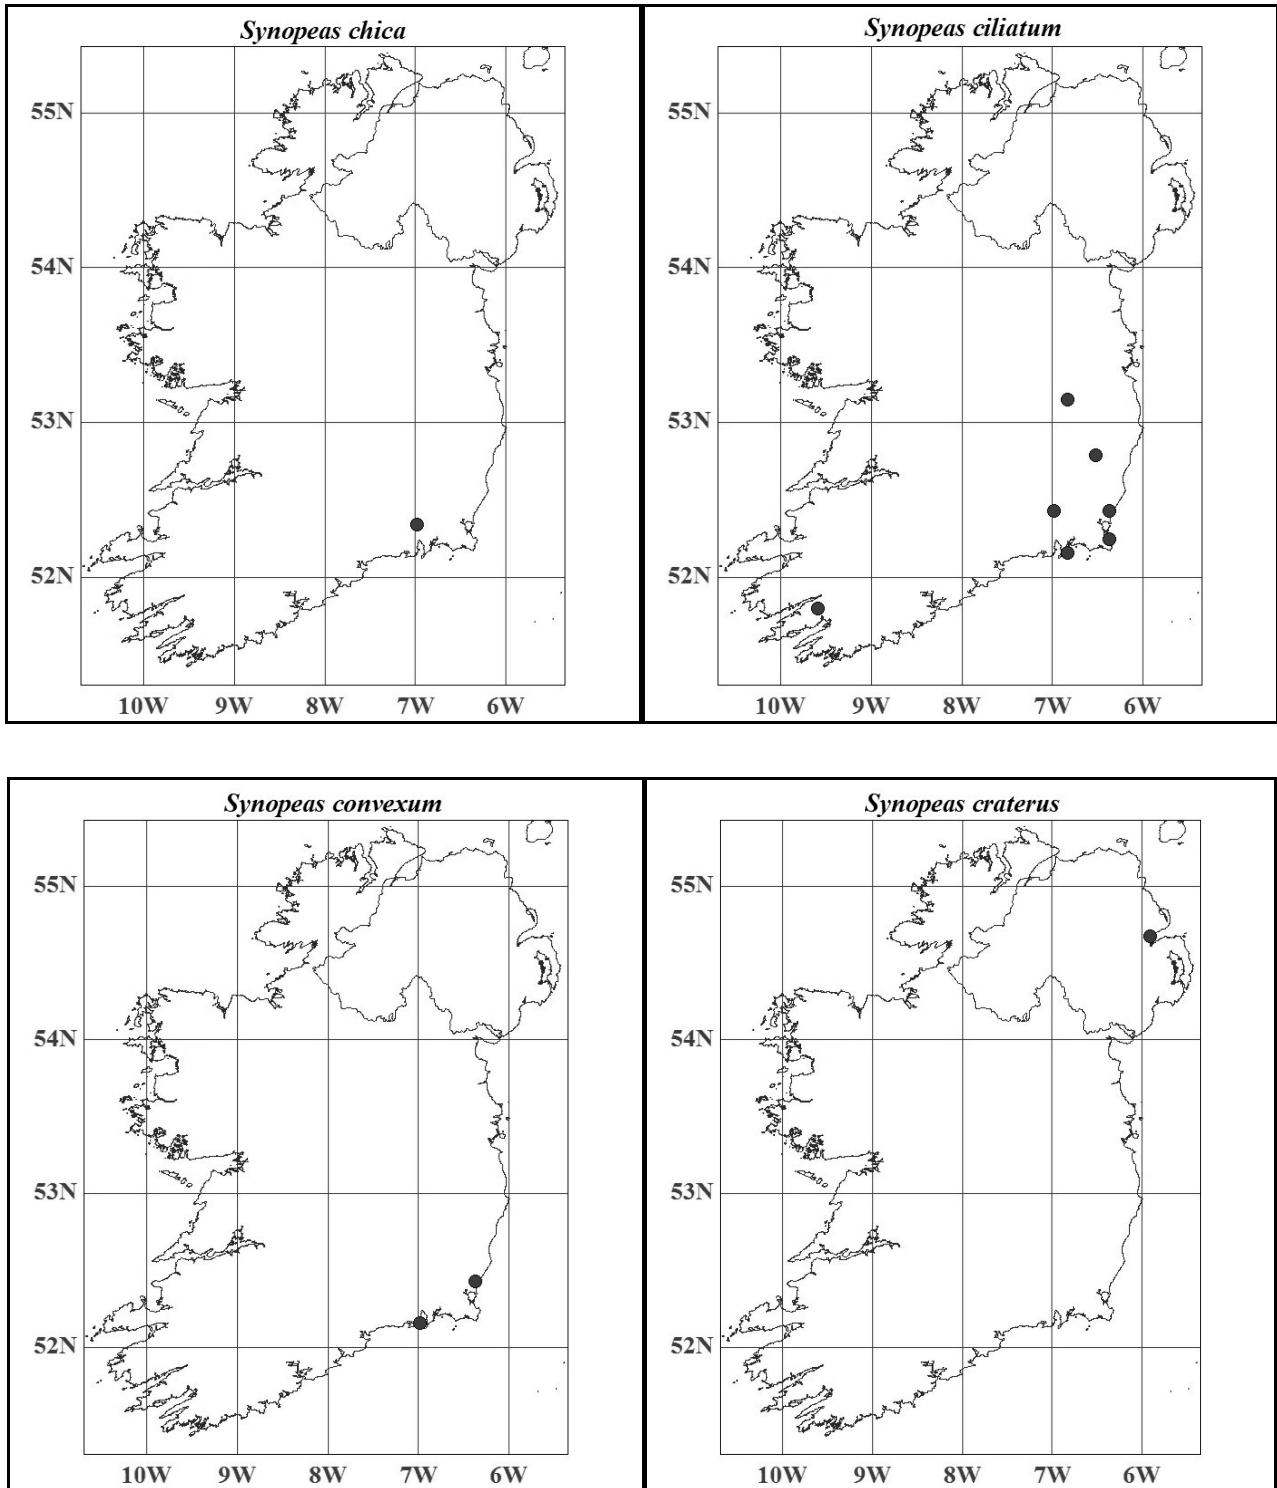 Synopeas chica
55N
54N
53N
52N
10W 9W 8W 7W 6W
Synopeas ciliatum
55N
54N
53N
52N
10W 9W 8W 7W 6W
Synopeas convexum
55N
54N
53N
52N
10W 9W 8W 7W 6W
Synopeas craterus
55N
54N
53N
52N
10W 9W 8W 7W 6W